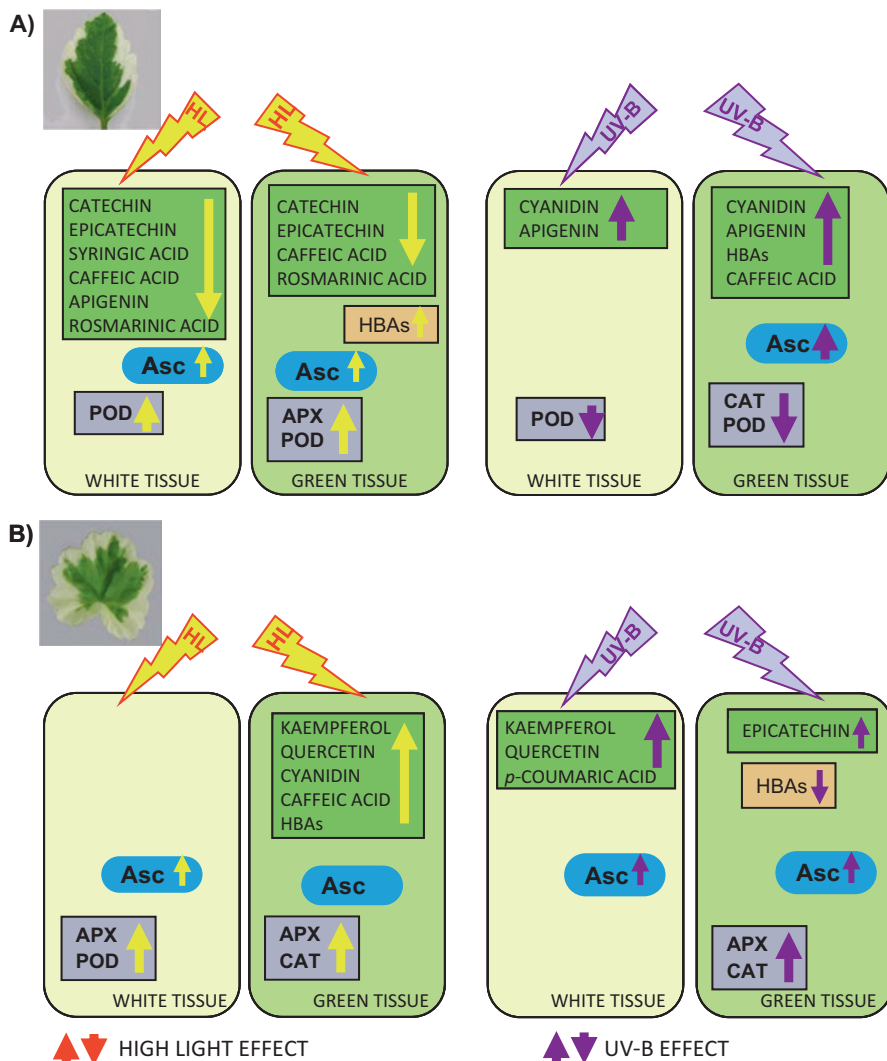 A)
HL
HL
UV-B
UV-B
CATECHIN
EPICATECHIN
SYRINGIC ACID
CAFFEIC ACID
APIGENIN
ROSMARINIC ACID
Asc
POD
WHITE TISSUE
CATECHIN
EPICATECHIN
CAFFEIC ACID
ROSMARINIC ACID
HBAs
Asc
APX
POD
GREEN TISSUE
CYANIDIN
APIGENIN
POD
WHITE TISSUE
CYANIDIN
APIGENIN
HBAs
CAFFEIC ACID
Asc
CAT
POD
GREEN TISSUE
B)
HL
HL
UV-B
UV-B
Asc
APX
POD
WHITE TISSUE
KAEMPFEROL
QUERCETIN
CYANIDIN
CAFFEIC ACID
HBAs
Asc
APX
CAT
GREEN TISSUE
KAEMPFEROL
QUERCETIN
p-COUMARIC ACID
Asc
WHITE TISSUE
EPICATECHIN
HBAs
Asc
APX
CAT
GREEN TISSUE
HIGH LIGHT EFFECT
UV-B EFFECT